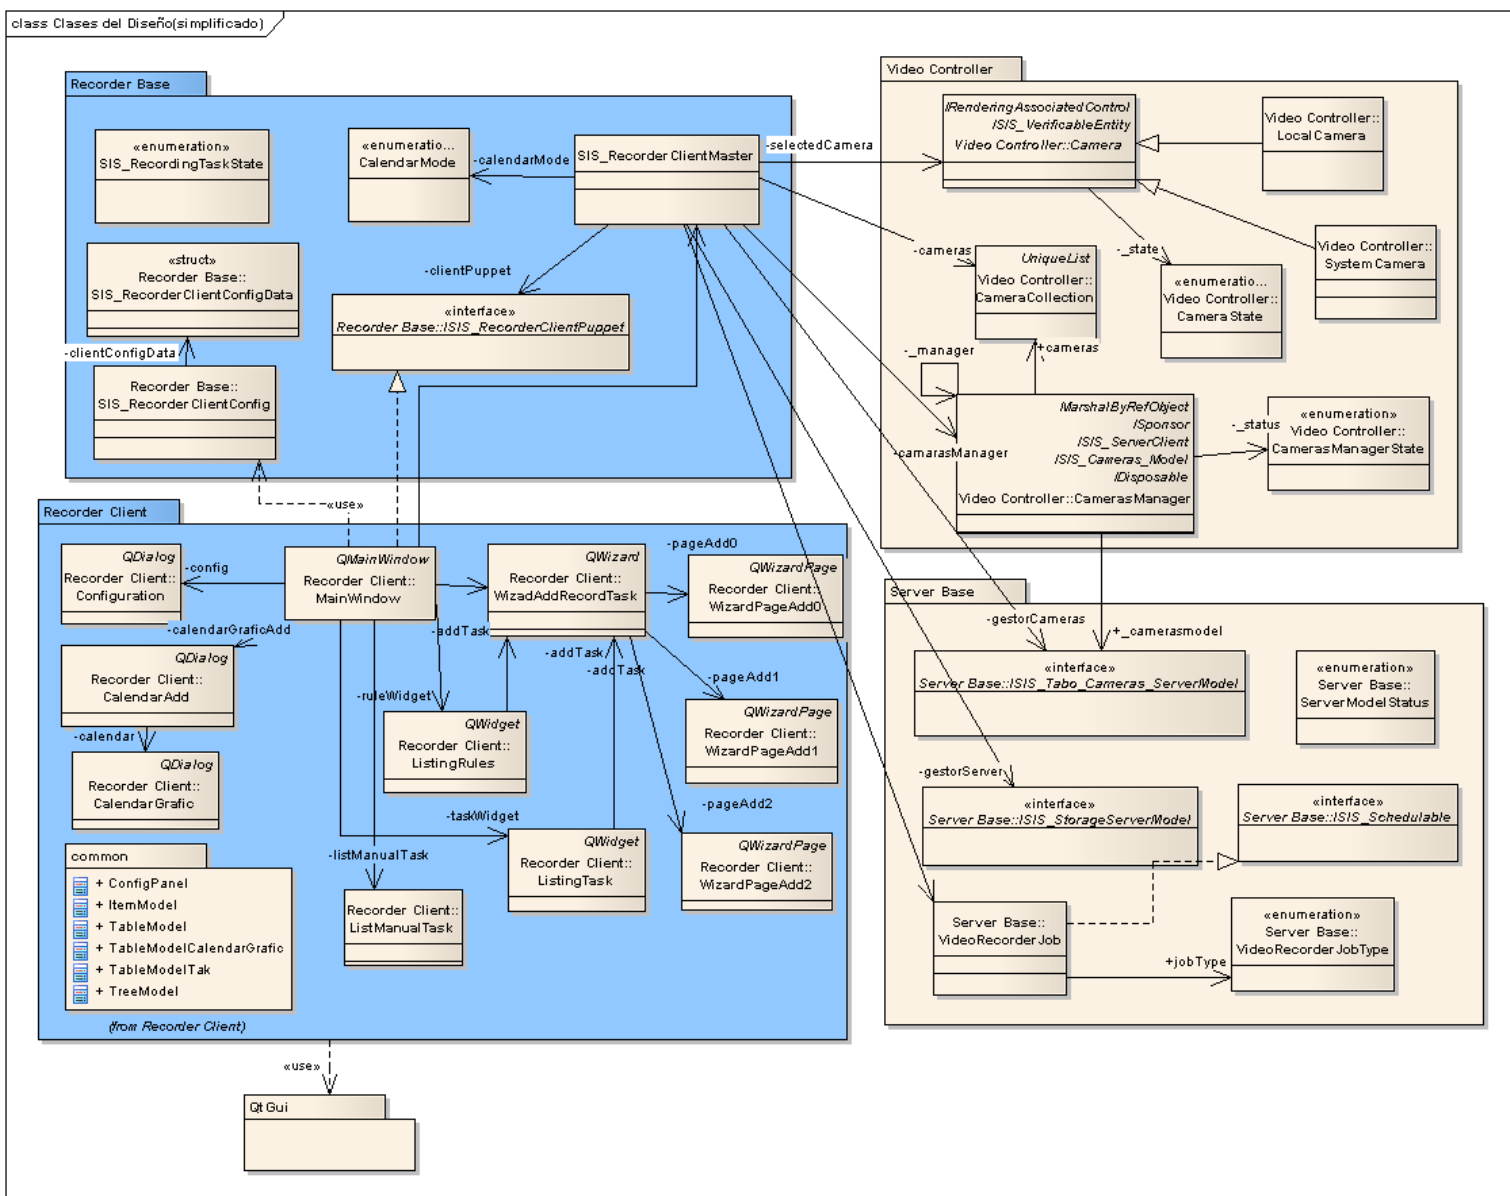 class Clases del Diseño(simplificado)
Recorder Base
«enumeration»
SIS_RecordingTaskState
«enumeratio...
CalendarMode
-calendarMode
SIS_RecorderClientMaster
-selectedCamera
«struct»
Recorder Base::
SIS_RecorderClientConfigData
-clientPuppet
«interface»
Recorder Base::ISIS_RecorderClientPuppet
-clientConfigData
Recorder Base::
SIS_RecorderClientConfig
«use»
Video Controller
IRenderingAssociatedControl
ISIS_VerificableEntity
Video Controller::Camera
Video Controller::
LocalCamera
-cameras
UniqueList
Video Controller::
CameraCollection
-_state
«enumeratio...
Video Controller::
CameraState
Video Controller::
SystemCamera
-_manager
+cameras
IMarshalByRefObject
ISponsor
ISIS_ServerClient
ISIS_Cameras_Model
IDisposable
Video Controller::CamerasManager
-camarasManager
-_status
«enumeration»
Video Controller::
CamerasManagerState
Recorder Client
QDialog
Recorder Client::
Configuration
-config
QMainWindow
Recorder Client::
MainWindow
QWizard
Recorder Client::
WizadAddRecordTask
-pageAdd0
QWizardPage
Recorder Client::
WizardPageAdd0
-calendarGraficAdd
QDialog
Recorder Client::
CalendarAdd
-addTask
-addTask
-addTask
-pageAdd1
QWizardPage
Recorder Client::
WizardPageAdd1
-ruleWidget
QWidget
Recorder Client::
ListingRules
-calendar
QDialog
Recorder Client::
CalendarGrafic
-taskWidget
QWidget
Recorder Client::
ListingTask
-pageAdd2
QWizardPage
Recorder Client::
WizardPageAdd2
-listManualTask
Recorder Client::
ListManualTask
common
+ ConfigPanel
+ ItemModel
+ TableModel
+ TableModelCalendarGrafic
+ TableModelTak
+ TreeModel
(from Recorder Client)
«use»
QtGui
Server Base
-gestorCameras
+_camerasmodel
«interface»
Server Base::ISIS_Tabo_Cameras_ServerModel
«enumeration»
Server Base::
ServerModelStatus
-gestorServer
«interface»
Server Base::ISIS_StorageServerModel
«interface»
Server Base::ISIS_Schedulable
Server Base::
VideoRecorderJob
+jobType
«enumeration»
Server Base::
VideoRecorderJobType